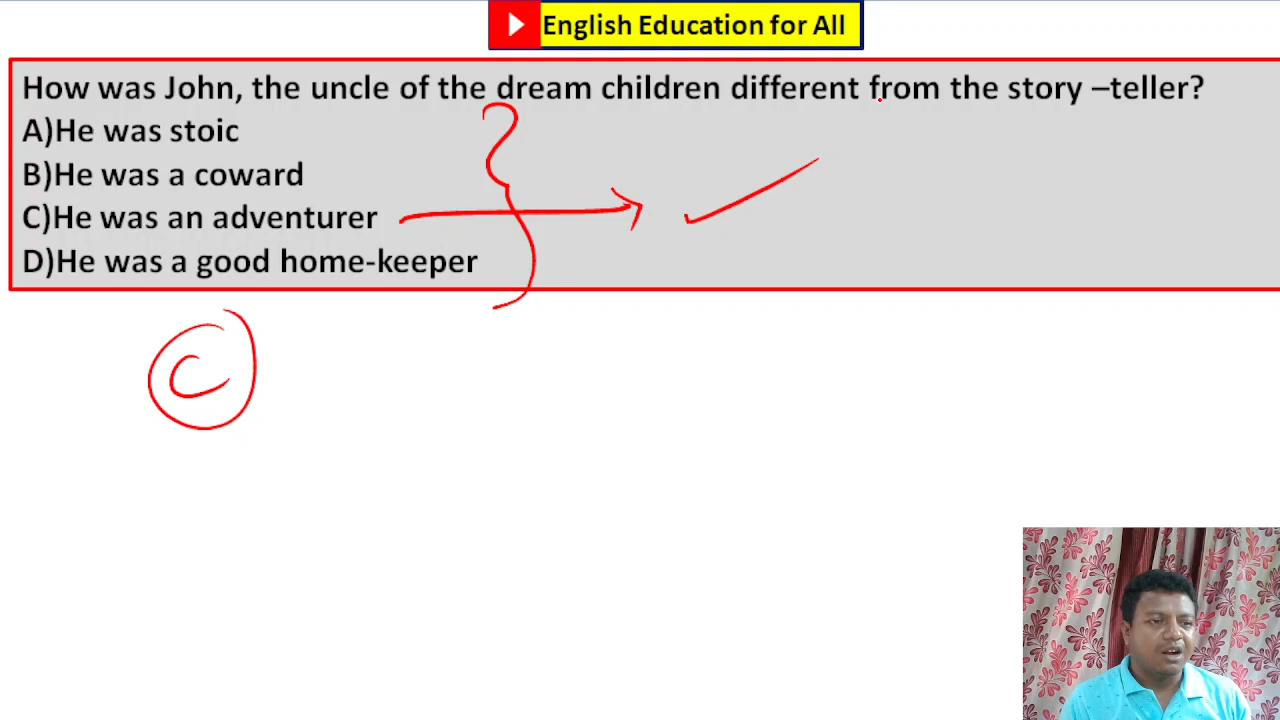 English Education for All
How was John, the uncle of the dream children different from the story –teller?
A)He was stoic
B)He was a coward
C)He was an adventurer
D)He was a good home-keeper
C